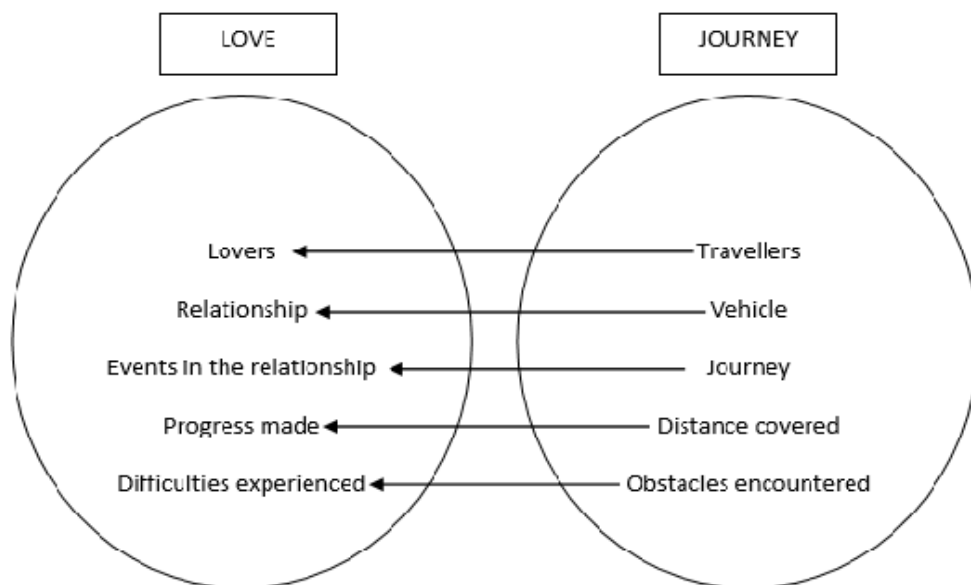 LOVE JOURNEY
Lovers Travellers
Relationship Vehicle
Events in the relationship Journey
Progress made Distance covered
Difficulties experienced Obstacles encountered